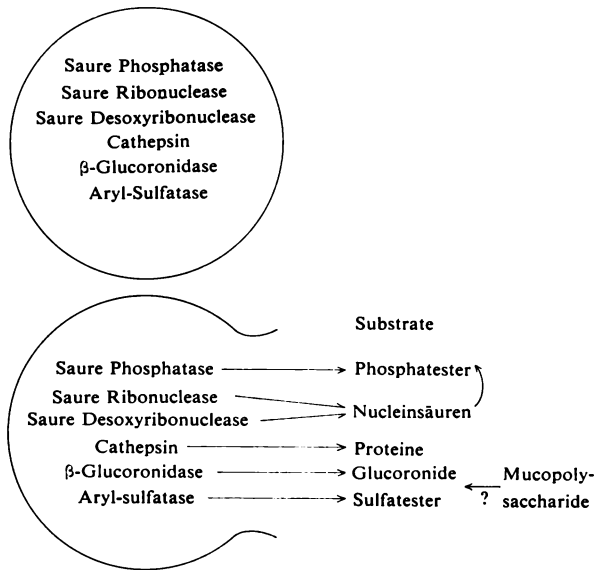 Saure Phosphatase
Saure Ribonuclease
Saure Desoxyribonuclease
Cathepsin
β-Glucoronidase
Aryl-Sulfatase
Substrate
Saure Phosphatase
Phosphatester
Saure Ribonuclease
Saure Desoxyribonuclease
Nucleinsäuren
Cathepsin
Proteine
β-Glucoronidase
Glucoronide
Aryl-sulfatase
Sulfatester
?
Mucopoly-
saccharide